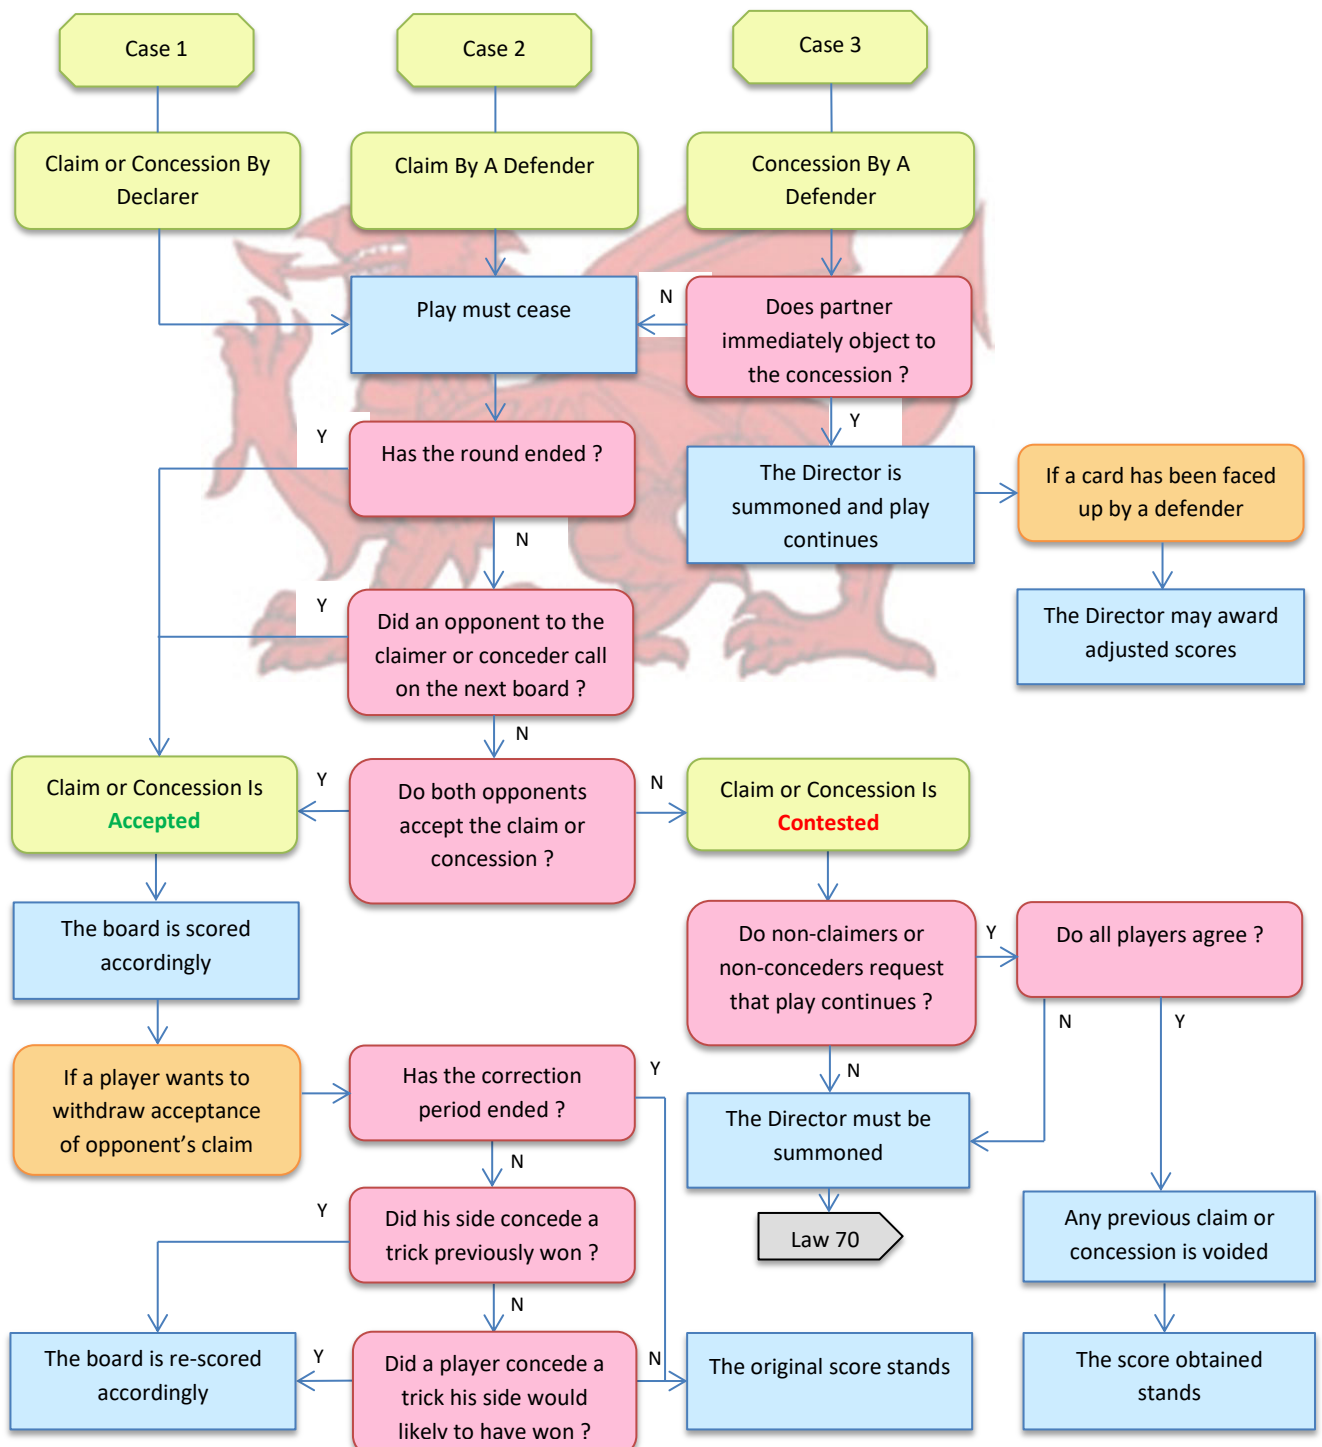 Case 1
Case 2
Case 3
Claim or Concession By
Declarer
Claim By A Defender
Concession By A
Defender
Play must cease
N
Does partner
immediately object to
the concession ?
Y
Y
Has the round ended ?
The Director is
summoned and play
continues
If a card has been faced
up by a defender
N
Y
Did an opponent to the
claimer or conceder call
on the next board ?
The Director may award
adjusted scores
N
Claim or Concession Is
Accepted
Y
Do both opponents
accept the claim or
concession ?
N
Claim or Concession Is
Contested
The board is scored
accordingly
Do non-claimers or
non-conceders request
that play continues ?
Y
Do all players agree ?
N
Y
If a player wants to
withdraw acceptance
of opponent’s claim
Has the correction
period ended ?
Y
N
The Director must be
summoned
N
Y
Did his side concede a
trick previously won ?
Law 70
Any previous claim or
concession is voided
N
The board is re-scored
accordingly
Y
Did a player concede a
trick his side would
likely to have won ?
N
The original score stands
The score obtained
stands